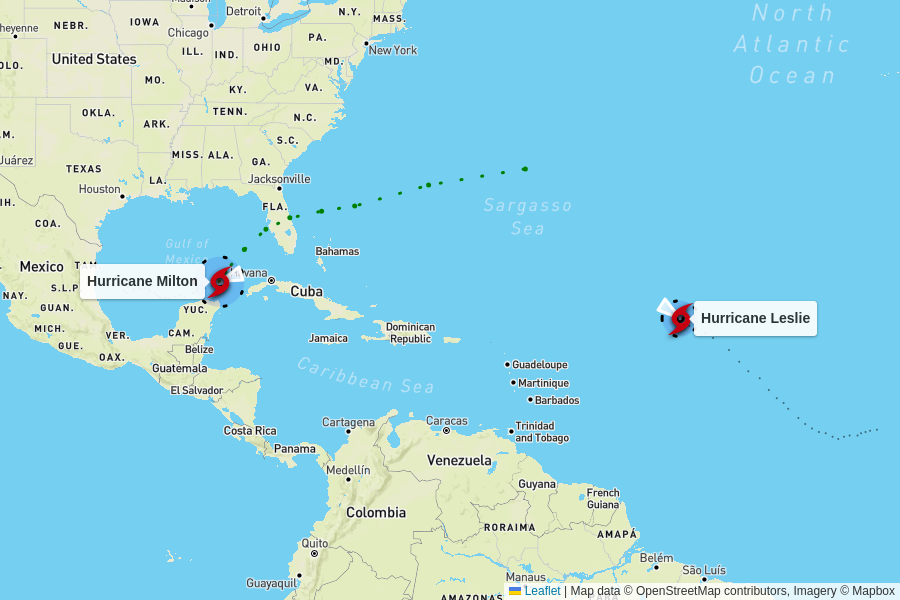 Madison
Detroit
N.Y.
MASS.
North
Atlantic
Ocean
NEBR.
IOWA
Chicago
heyenne
OHIO
PA.
New York
ILL.
IND.
United States
OLO.
MD.
MO.
KY.
VA.
OKLA.
TENN.
N.C.
ARK.
M.
S.C.
MISS.
ALA.
GA.
Juárez
TEXAS
LA.
Jacksonville
Houston
IH.
FLA.
COA.
Sargasso
Sea
Gulf of
Mexico
Bahamas
Mexico
TAM.
Hurricane Milton
Havana
NAY.
S.L.P.
Cuba
GUAN.
YUC.
Hurricane Leslie
MICH.
VER.
CAM.
Dominican
Republic
Jamaica
GUE.
OAX.
Belize
Guatemala
Caribbean Sea
Guadeloupe
Martinique
El Salvador
Barbados
Costa Rica
Cartagena
Caracas
Trinidad
and Tobago
Panama
Venezuela
Medellín
Guyana
French
Guiana
Colombia
RORAIMA
AMAPÁ
Quito
Belém
São Luís
Guayaquil
Manaus
AMAZONAS
PARÁ
Leaflet | Map data © OpenStreetMap contributors, Imagery © Mapbox